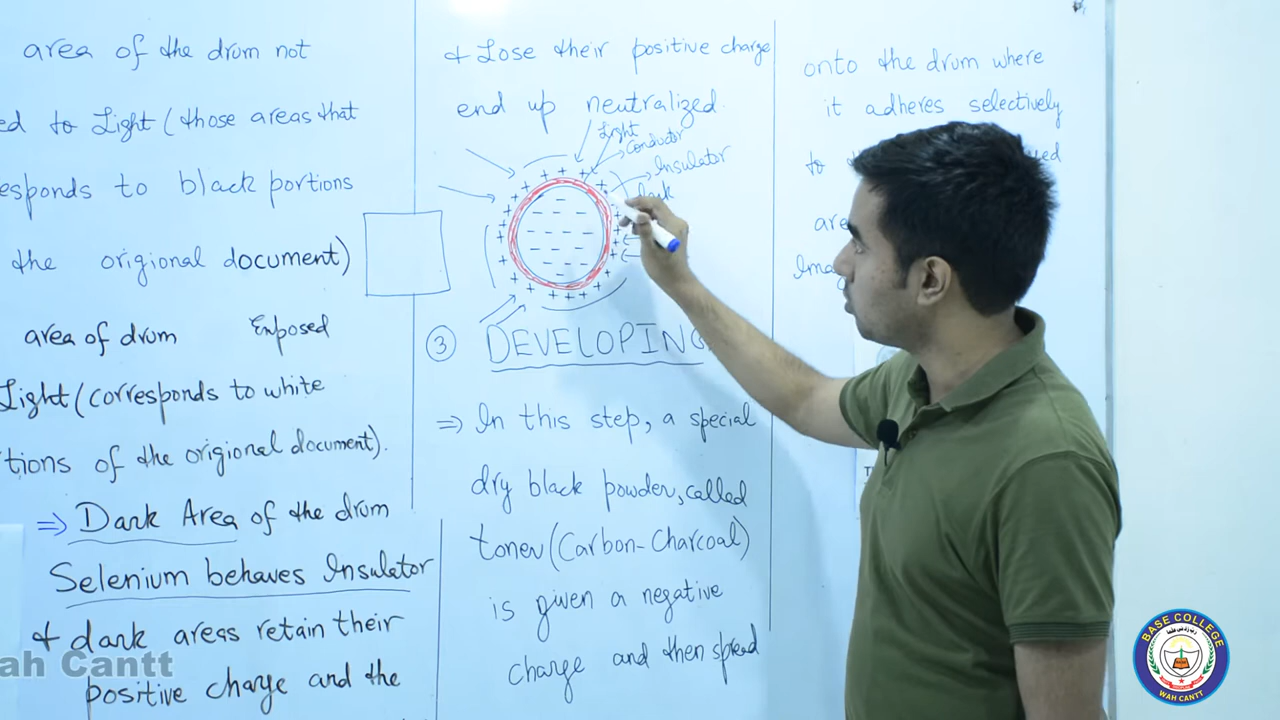 area of the drum not
ed to Light (those areas that
esponds to black portions
the origional document)
area of drum Exposed
Light (corresponds to white
tions of the origional document).
⇒ Dark Area of the drum
Selenium behaves Insulator
& dark areas retain their
positive charge and the
& Lose their positive charge
end up neutralized.
Light
Conductor
Insulator
Dark
③ DEVELOPING
⇒ In this step, a special
dry black powder, called
toner (Carbon-Charcoal)
is given a negative
charge and then spread
onto the drum where
it adheres selectively
to
are
Ima
ah Cantt
BASE COLLEGE
WAH CANTT